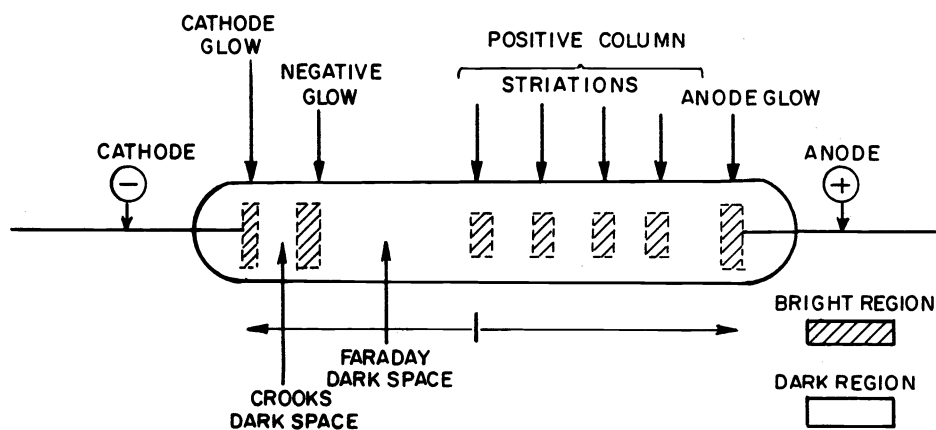 CATHODE
GLOW
NEGATIVE
GLOW
POSITIVE COLUMN
STRIATIONS
ANODE GLOW
CATHODE
−
ANODE
+
BRIGHT REGION
FARADAY
DARK SPACE
CROOKS
DARK SPACE
DARK REGION